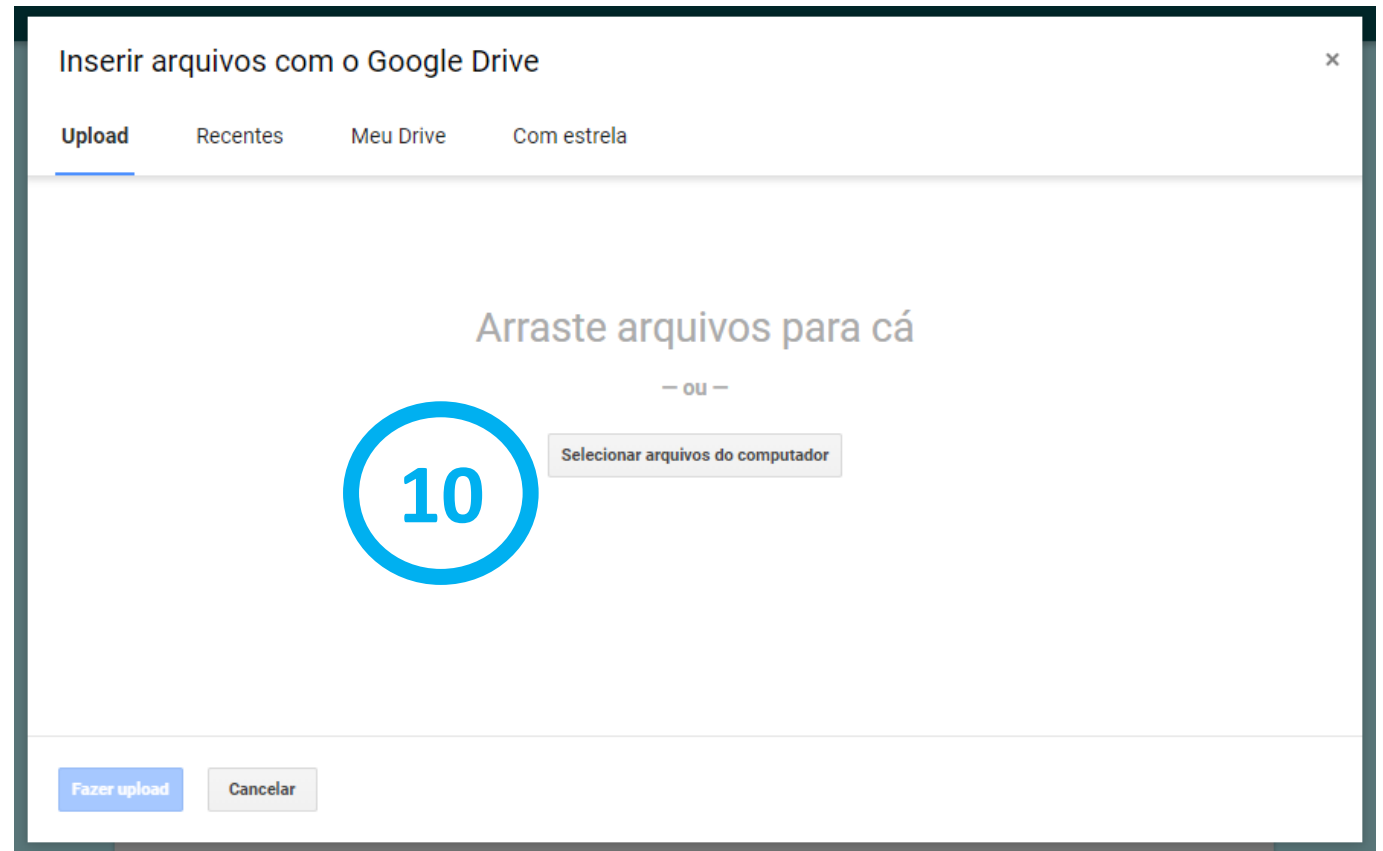 Inserir arquivos com o Google Drive ×
Upload Recentes Meu Drive Com estrela
Arraste arquivos para cá
— ou —
Selecionar arquivos do computador
10
Fazer upload Cancelar